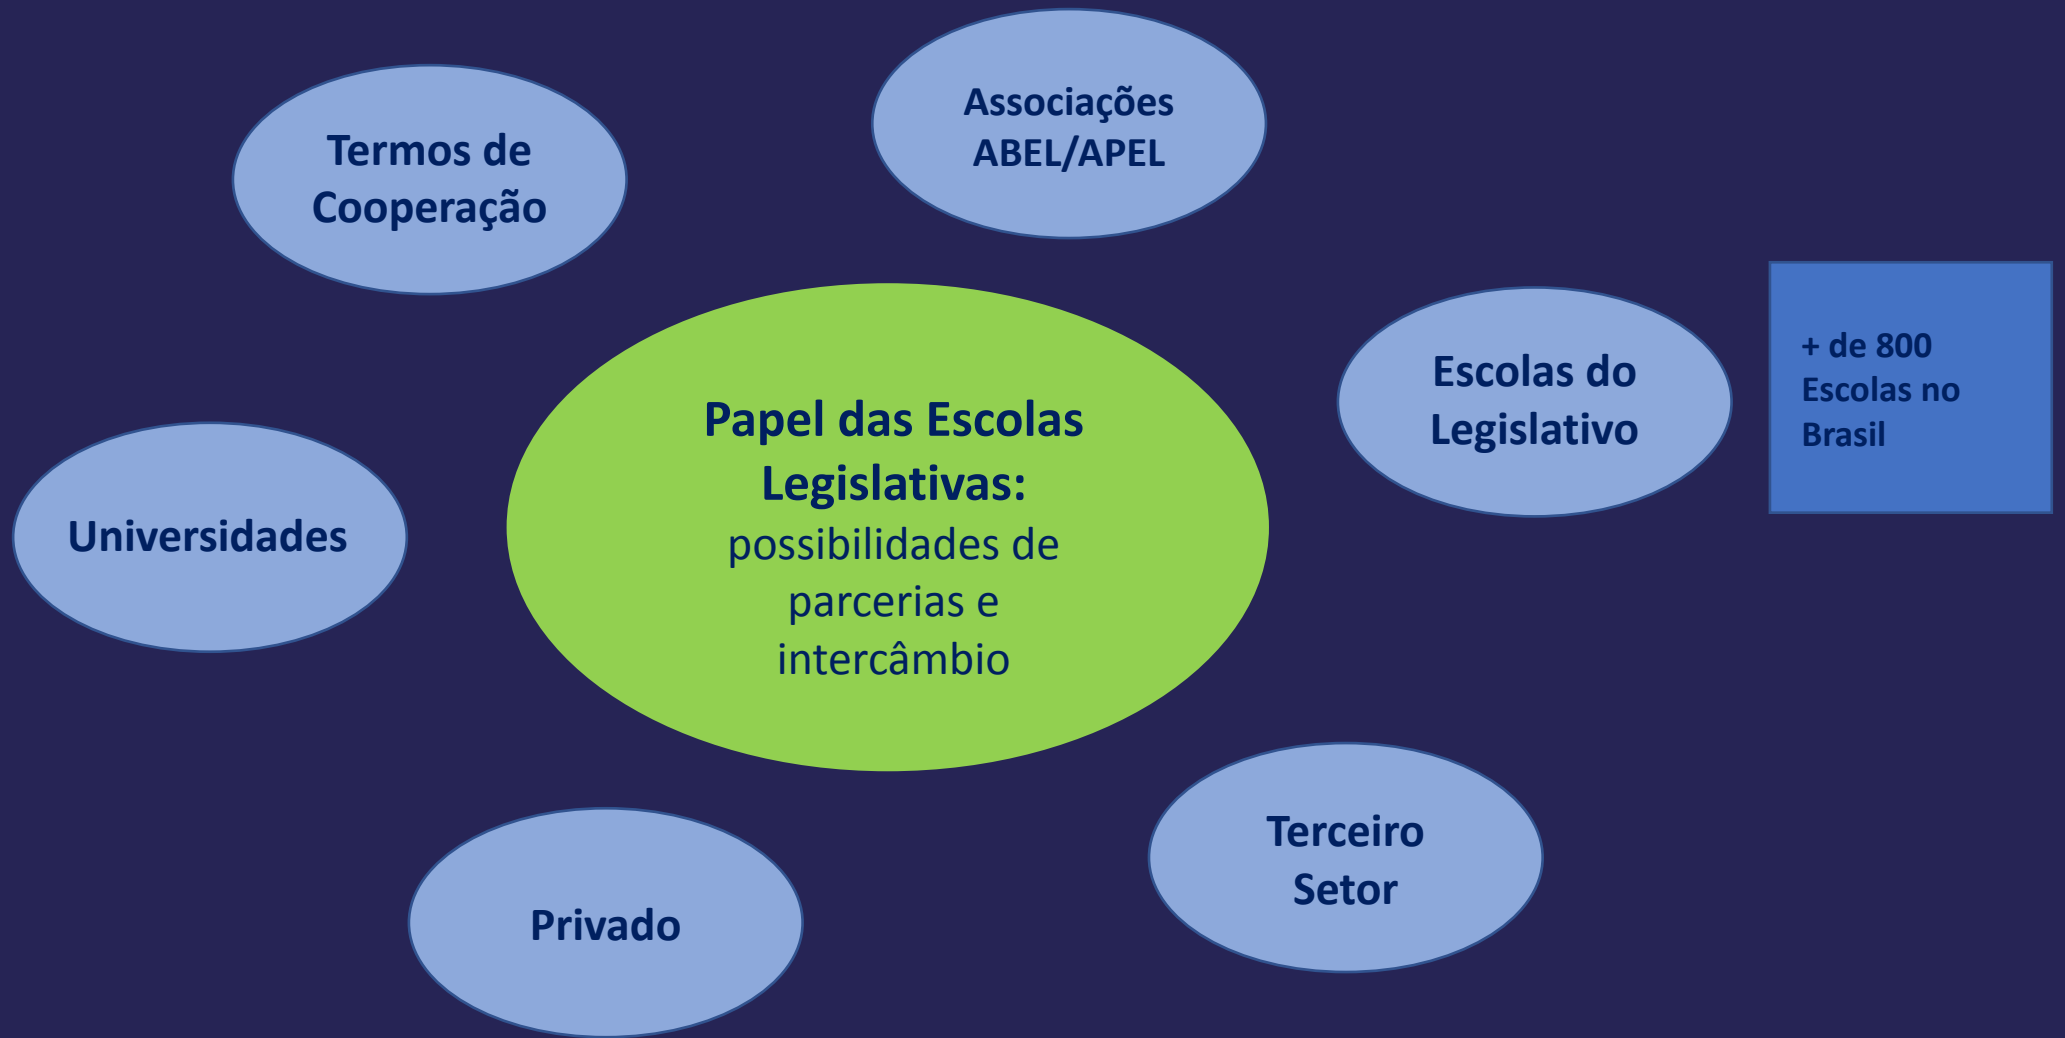 Associações
ABEL/APEL
Termos de
Cooperação
+ de 800
Escolas no
Brasil
Escolas do
Legislativo
Papel das Escolas
Legislativas:
possibilidades de
parcerias e
intercâmbio
Universidades
Terceiro
Setor
Privado